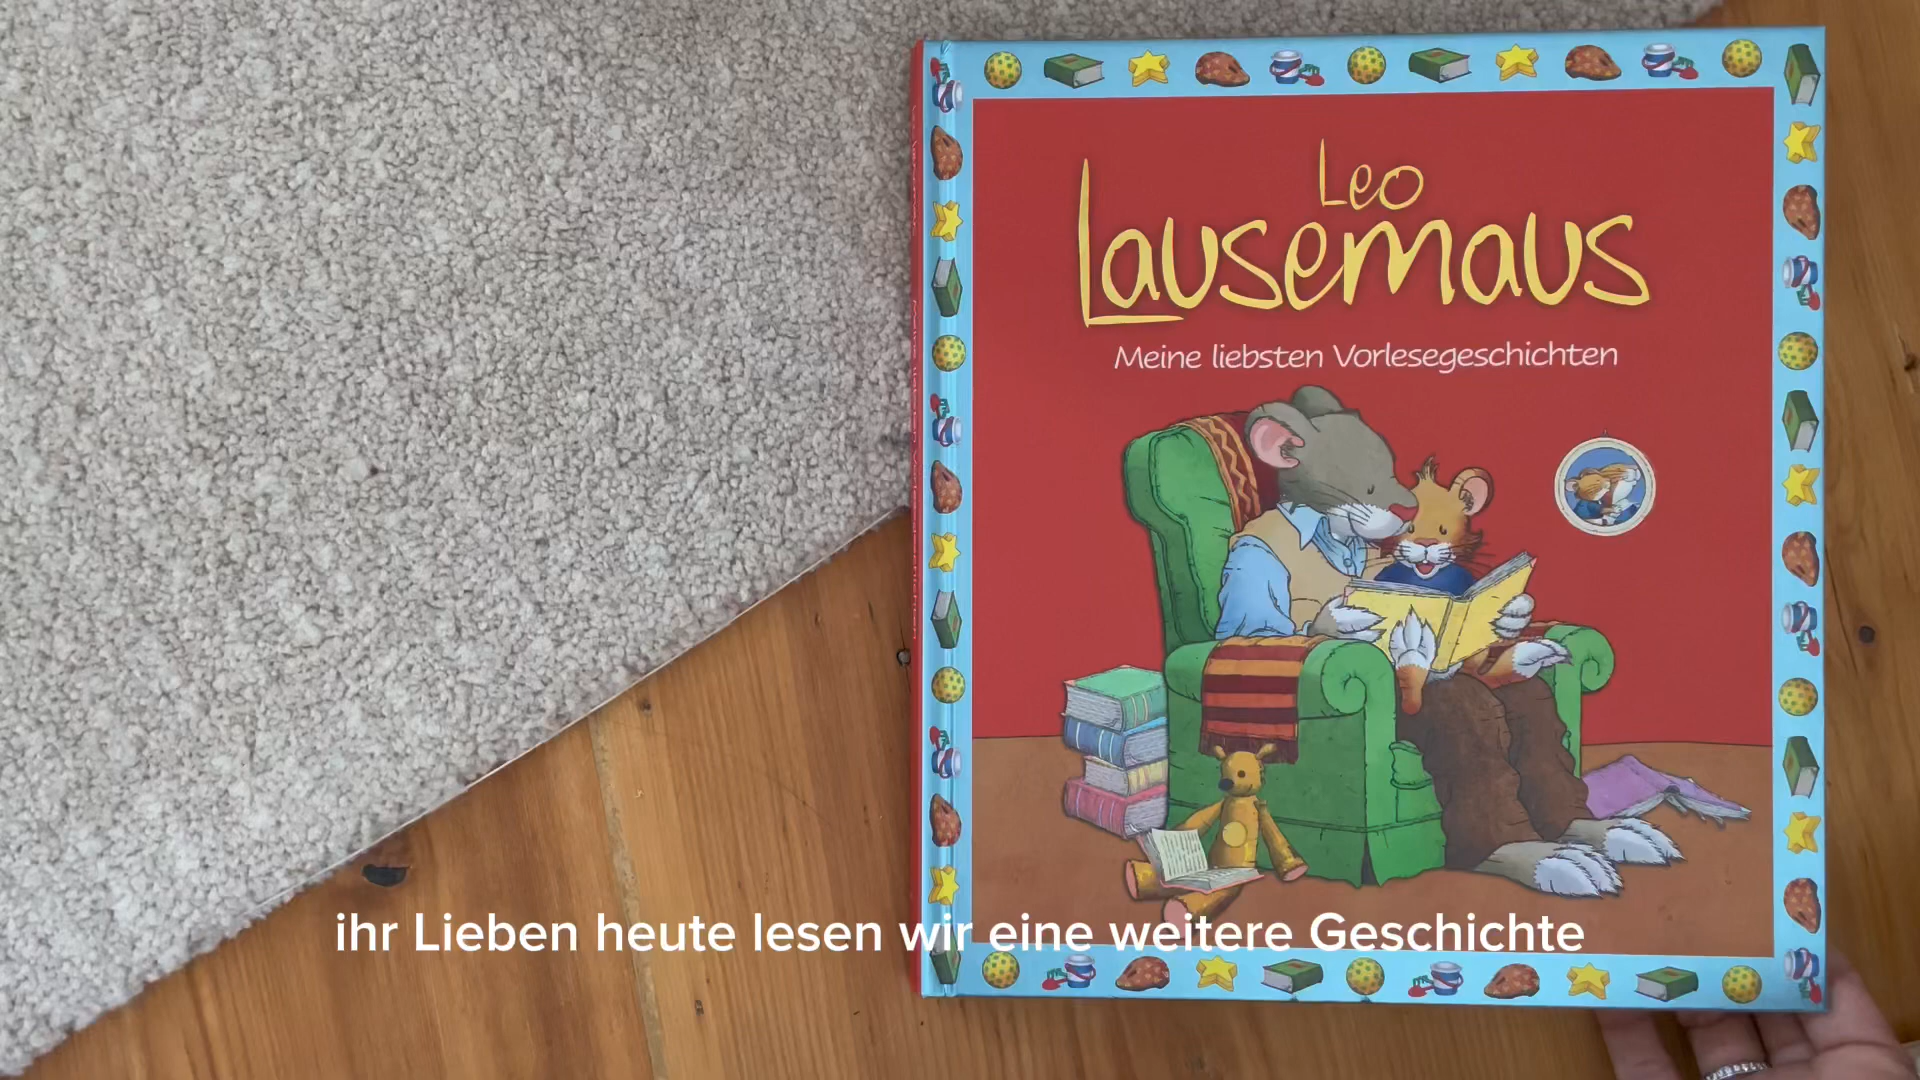 Leo
Lausemaus
Meine liebsten Vorlesegeschichten
ihr Lieben heute lesen wir eine weitere Geschichte